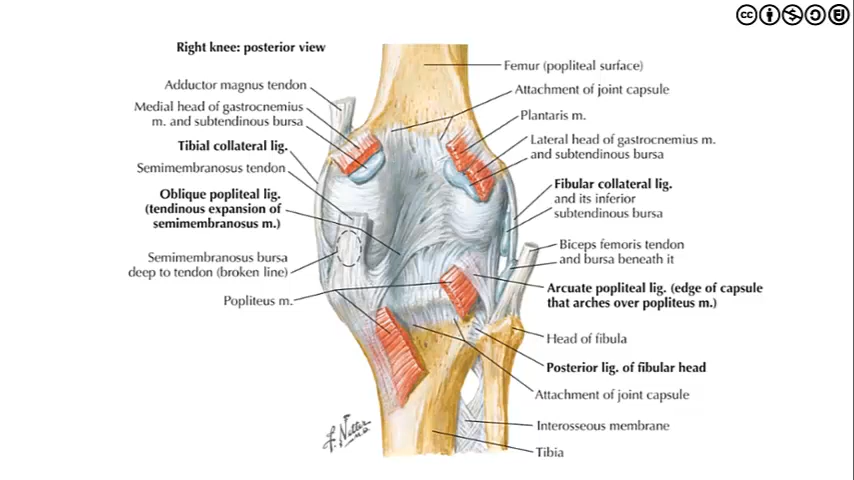 Right knee: posterior view
Adductor magnus tendon
Medial head of gastrocnemius
m. and subtendinous bursa
Tibial collateral lig.
Semimembranosus tendon
Oblique popliteal lig.
(tendinous expansion of
semimembranosus m.)
Semimembranosus bursa
deep to tendon (broken line)
Popliteus m.
Femur (popliteal surface)
Attachment of joint capsule
Plantaris m.
Lateral head of gastrocnemius m.
and subtendinous bursa
Fibular collateral lig.
and its inferior
subtendinous bursa
Biceps femoris tendon
and bursa beneath it
Arcuate popliteal lig. (edge of capsule
that arches over popliteus m.)
Head of fibula
Posterior lig. of fibular head
Attachment of joint capsule
Interosseous membrane
Tibia
F. Netter
M.D.
cc